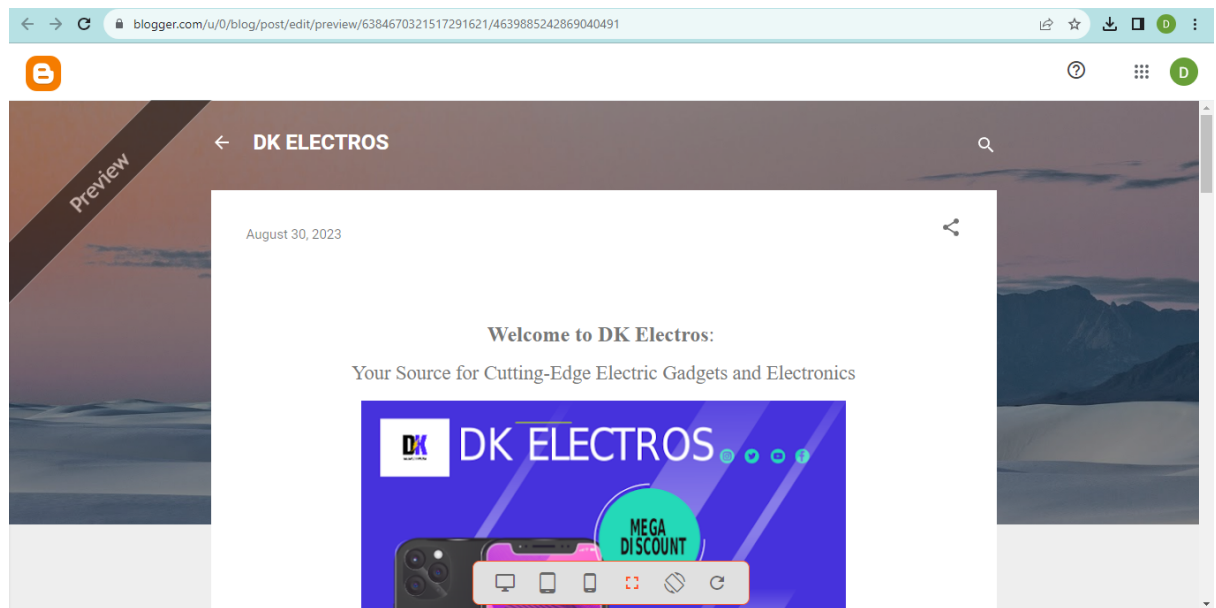 blogger.com/u/0/blog/post/edit/preview/6384670321517291621/4639885242869040491
D
D
Preview
DK ELECTROS
August 30, 2023
Welcome to DK Electros:
Your Source for Cutting-Edge Electric Gadgets and Electronics
DK
DK ELECTROS
MEGA
DISCOUNT